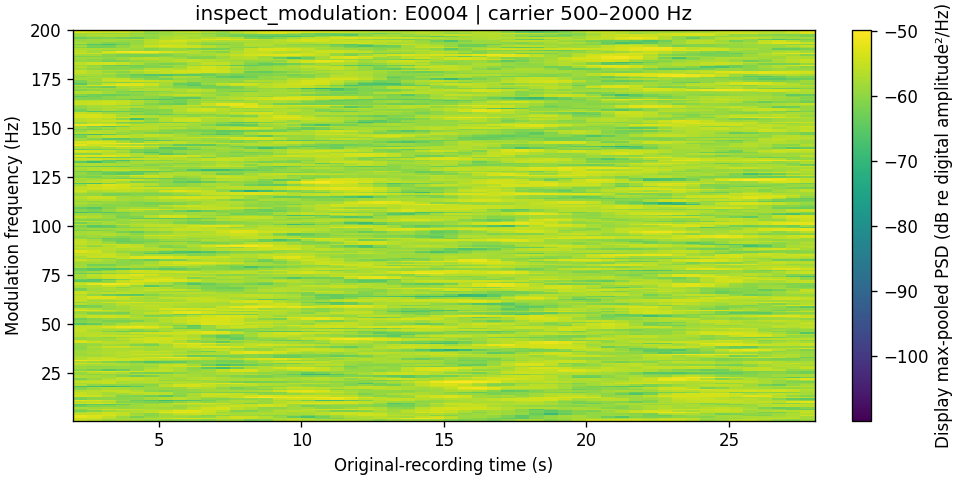 inspect_modulation: E0004 | carrier 500–2000 Hz
200
175
150
125
100
75
50
25
Modulation frequency (Hz)
5 10 15 20 25
Original-recording time (s)
−50
−60
−70
−80
−90
−100
Display max-pooled PSD (dB re digital amplitude²/Hz)